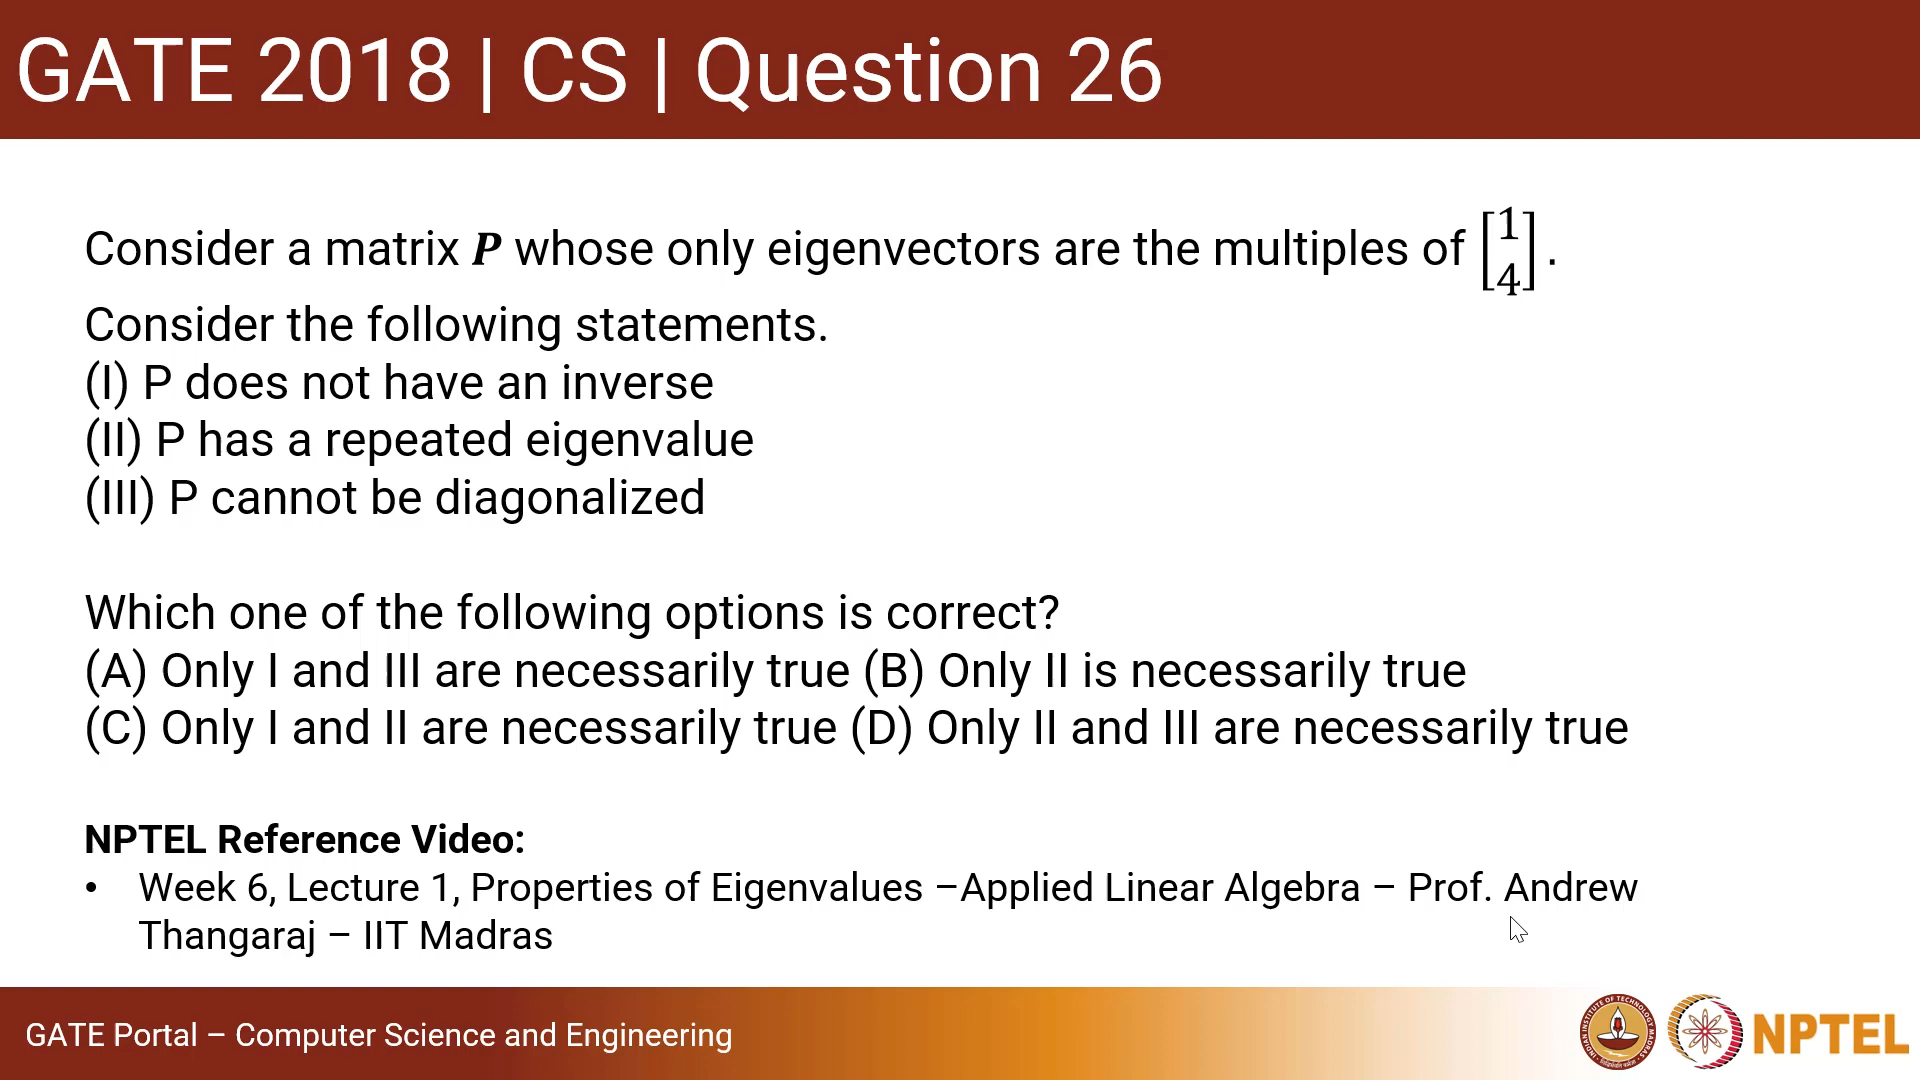 GATE 2018 | CS | Question 26
Consider a matrix P whose only eigenvectors are the multiples of [1 4] .
Consider the following statements.
(I) P does not have an inverse
(II) P has a repeated eigenvalue
(III) P cannot be diagonalized
Which one of the following options is correct?
(A) Only I and III are necessarily true (B) Only II is necessarily true
(C) Only I and II are necessarily true (D) Only II and III are necessarily true
NPTEL Reference Video:
• Week 6, Lecture 1, Properties of Eigenvalues –Applied Linear Algebra – Prof. Andrew
Thangaraj – IIT Madras
GATE Portal – Computer Science and Engineering
NPTEL